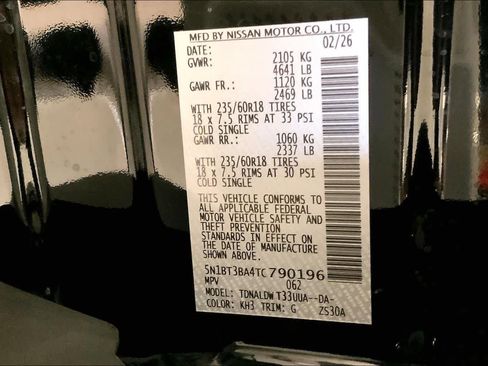 MFD BY NISSAN MOTOR CO., LTD.
DATE: 02/26
GVWR: 2105 KG
4641 LB
GAWR FR.: 1120 KG
2469 LB
WITH 235/60R18 TIRES
18 x 7.5 RIMS AT 33 PSI
COLD SINGLE
GAWR RR.: 1060 KG
2337 LB
WITH 235/60R18 TIRES
18 x 7.5 RIMS AT 30 PSI
COLD SINGLE
THIS VEHICLE CONFORMS TO
ALL APPLICABLE FEDERAL
MOTOR VEHICLE SAFETY AND
THEFT PREVENTION
STANDARDS IN EFFECT ON
THE DATE OF MANUFACTURE
SHOWN ABOVE.
5N1BT3BA4TC790196
MPV 062
MODEL: TDNALDW T33UUA--DA-
COLOR: KH3 TRIM: G ZS30A